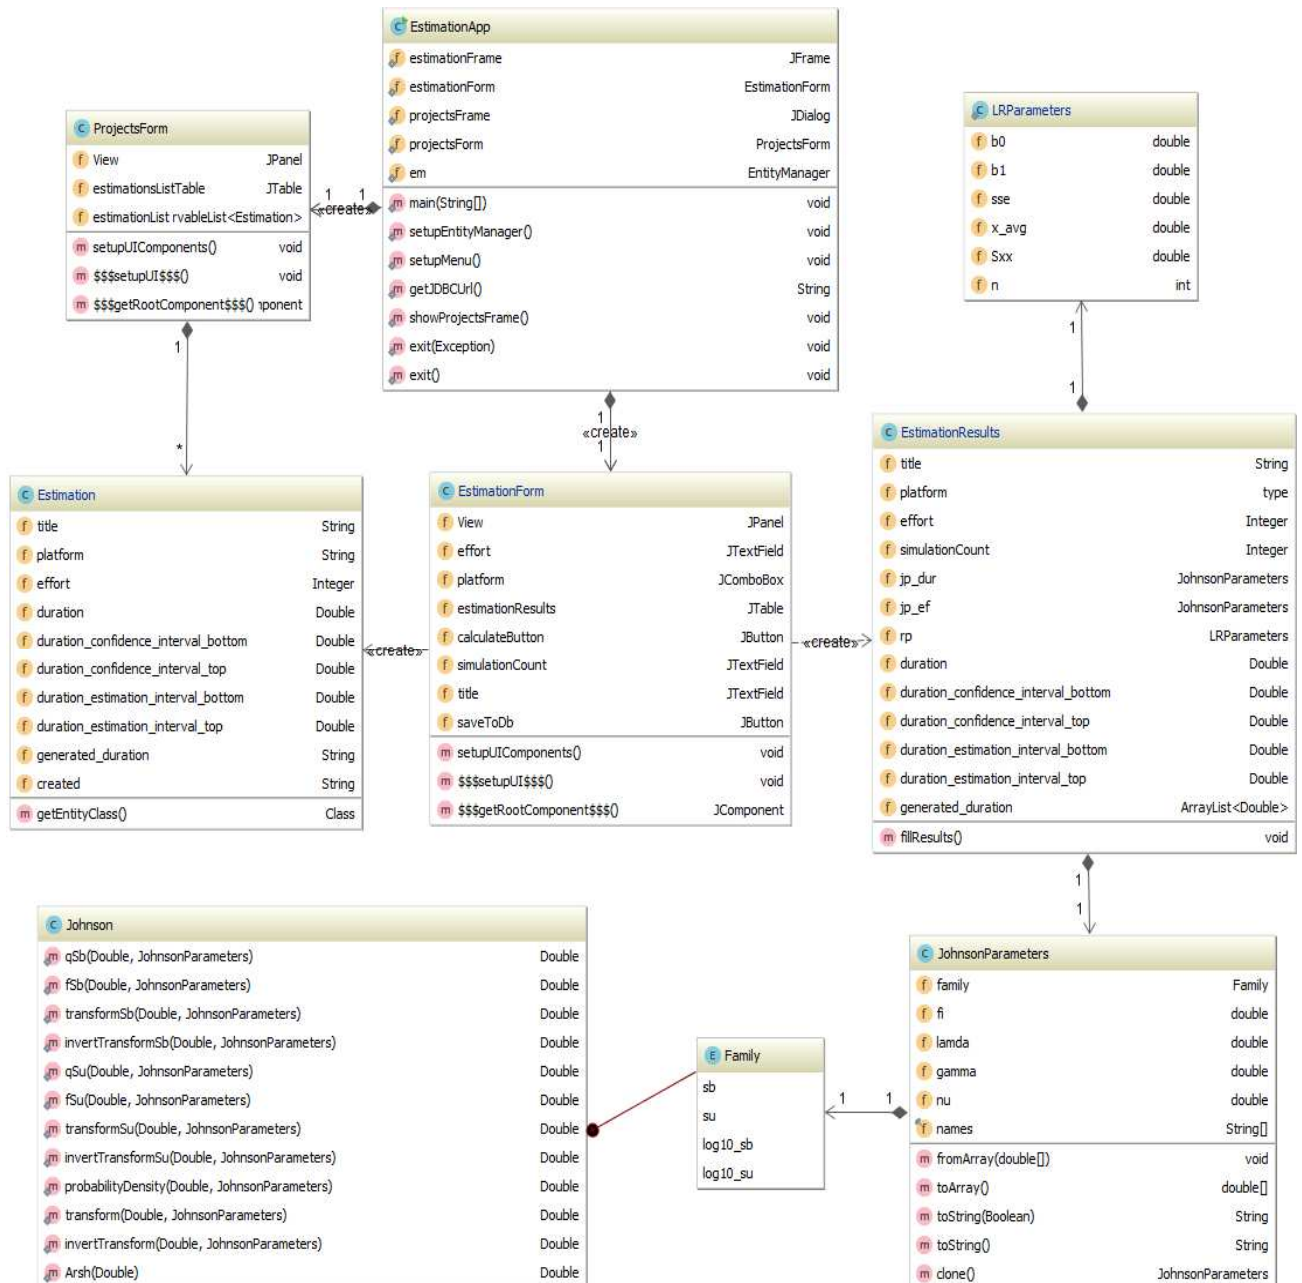 EstimationApp
estimationFrame JFrame
estimationForm EstimationForm
projectsFrame JDialog
projectsForm ProjectsForm
em EntityManager
main(String[]) void
setupEntityManager() void
setupMenu() void
getJDBCUrl() String
showProjectsFrame() void
exit(Exception) void
exit() void
ProjectsForm
View JPanel
estimationsListTable JTable
estimationList rvableList<Estimation>
setupUIComponents() void
$$$setupUI$$$() void
$$$getRootComponent$$$() ıponent
1 1
«create»
LRParameters
b0 double
b1 double
sse double
x_avg double
Sxx double
n int
1
1
1
*
1
«create»
1
Estimation
title String
platform String
effort Integer
duration Double
duration_confidence_interval_bottom Double
duration_confidence_interval_top Double
duration_estimation_interval_bottom Double
duration_estimation_interval_top Double
generated_duration String
created String
getEntityClass() Class
«create»
EstimationForm
View JPanel
effort JTextField
platform JComboBox
estimationResults JTable
calculateButton JButton
simulationCount JTextField
title JTextField
saveToDb JButton
setupUIComponents() void
$$$setupUI$$$() void
$$$getRootComponent$$$() JComponent
«create»
EstimationResults
title String
platform type
effort Integer
simulationCount Integer
jp_dur JohnsonParameters
jp_ef JohnsonParameters
rp LRParameters
duration Double
duration_confidence_interval_bottom Double
duration_confidence_interval_top Double
duration_estimation_interval_bottom Double
duration_estimation_interval_top Double
generated_duration ArrayList<Double>
fillResults() void
1
1
Johnson
qSb(Double, JohnsonParameters) Double
fSb(Double, JohnsonParameters) Double
transformSb(Double, JohnsonParameters) Double
invertTransformSb(Double, JohnsonParameters) Double
qSu(Double, JohnsonParameters) Double
fSu(Double, JohnsonParameters) Double
transformSu(Double, JohnsonParameters) Double
invertTransformSu(Double, JohnsonParameters) Double
probabilityDensity(Double, JohnsonParameters) Double
transform(Double, JohnsonParameters) Double
invertTransform(Double, JohnsonParameters) Double
Arsh(Double) Double
Family
sb
su
log10_sb
log10_su
1 1
JohnsonParameters
family Family
fi double
lamda double
gamma double
nu double
names String[]
fromArray(double[]) void
toArray() double[]
toString(Boolean) String
toString() String
clone() JohnsonParameters